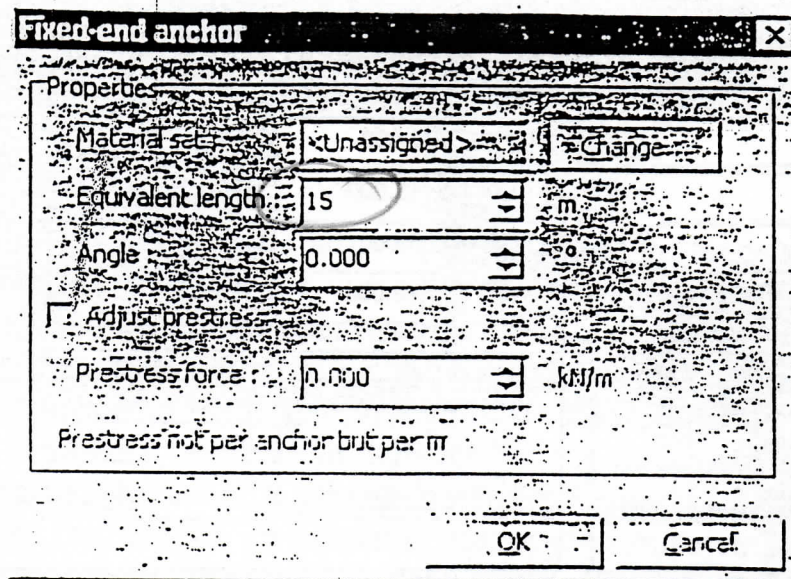 Fixed-end anchor
Properties
Material set : <Unassigned> Change
Equivalent length : 15 m
Angle : 0.000 °
Adjust prestress
Prestress force : 0.000 kN/m
Prestress not per anchor but per m
OK Cancel